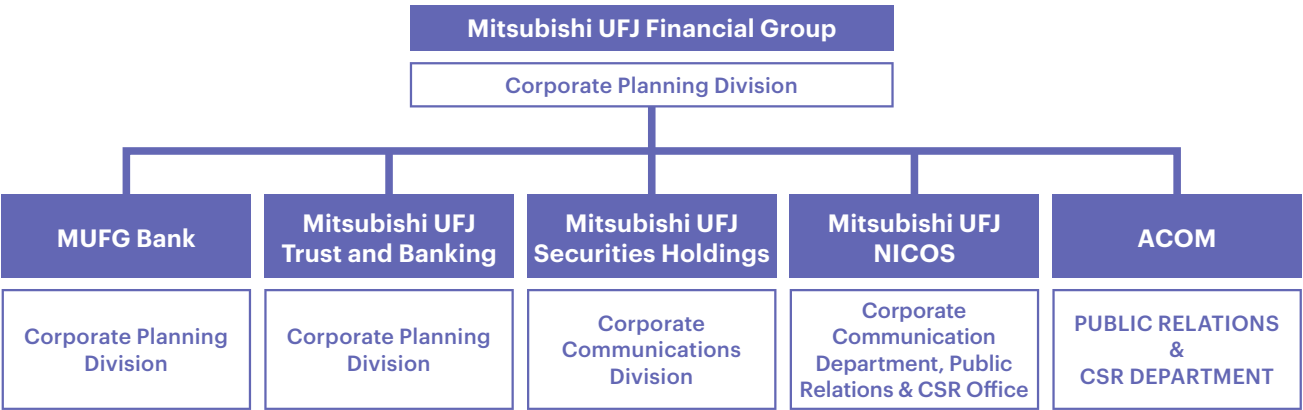 Mitsubishi UFJ Financial Group
Corporate Planning Division
MUFG Bank
Mitsubishi UFJ
Trust and Banking
Mitsubishi UFJ
Securities Holdings
Mitsubishi UFJ
NICOS
ACOM
Corporate Planning
Division
Corporate Planning
Division
Corporate
Communications
Division
Corporate
Communication
Department, Public
Relations & CSR Office
PUBLIC RELATIONS
&
CSR DEPARTMENT